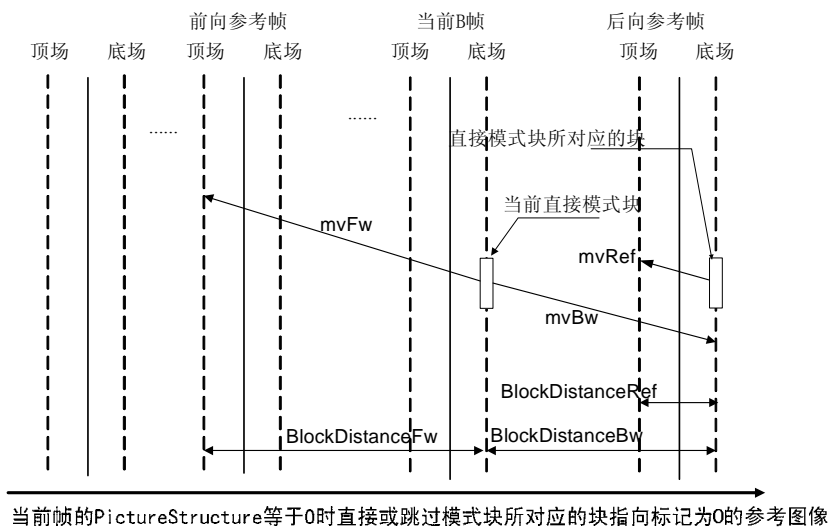 前向参考帧 当前B帧 后向参考帧
顶场 底场 顶场 底场 顶场 底场 顶场 底场
...... ......
直接模式块所对应的块
当前直接模式块
mvFw
mvRef
mvBw
BlockDistanceRef
BlockDistanceFw BlockDistanceBw
当前帧的PictureStructure等于0时直接或跳过模式块所对应的块指向标记为0的参考图像